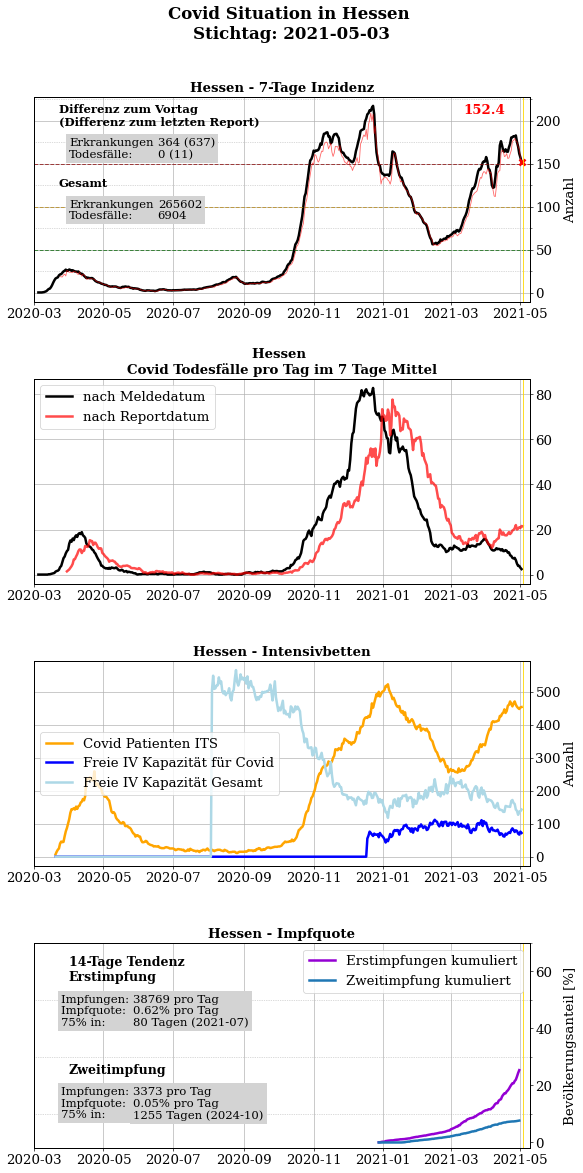 Covid Situation in Hessen
Stichtag: 2021-05-03
Hessen - 7-Tage Inzidenz
Differenz zum Vortag
(Differenz zum letzten Report)
Erkrankungen 364 (637)
Todesfälle: 0 (11)
Gesamt
Erkrankungen 265602
Todesfälle: 6904
152.4
200
150
100
50
0
Anzahl
2020-03 2020-05 2020-07 2020-09 2020-11 2021-01 2021-03 2021-05
Hessen
Covid Todesfälle pro Tag im 7 Tage Mittel
nach Meldedatum
nach Reportdatum
80
60
40
20
0
2020-03 2020-05 2020-07 2020-09 2020-11 2021-01 2021-03 2021-05
Hessen - Intensivbetten
Covid Patienten ITS
Freie IV Kapazität für Covid
Freie IV Kapazität Gesamt
500
400
300
200
100
0
Anzahl
2020-03 2020-05 2020-07 2020-09 2020-11 2021-01 2021-03 2021-05
Hessen - Impfquote
14-Tage Tendenz
Erstimpfung
Impfungen: 38769 pro Tag
Impfquote: 0.62% pro Tag
75% in: 80 Tagen (2021-07)
Zweitimpfung
Impfungen: 3373 pro Tag
Impfquote: 0.05% pro Tag
75% in: 1255 Tagen (2024-10)
Erstimpfungen kumuliert
Zweitimpfung kumuliert
60
40
20
0
Bevölkerungsanteil [%]
2020-03 2020-05 2020-07 2020-09 2020-11 2021-01 2021-03 2021-05